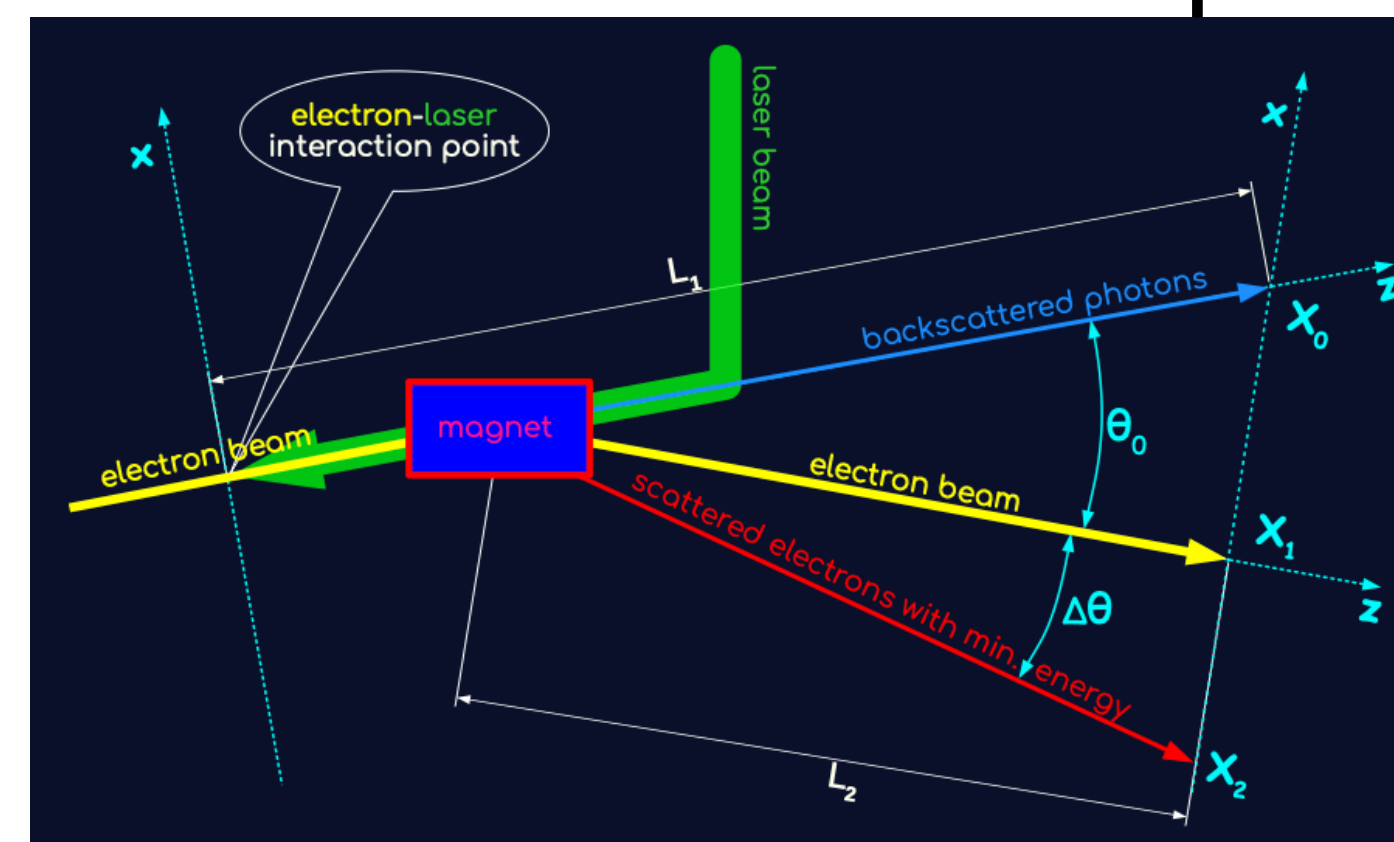 x
electron-laser
interaction point
laser beam
x
L₁
backscattered photons
z
X₀
magnet
electron beam
θ₀
electron beam
scattered electrons with min. energy
X₁
Δθ
z
X₂
L₂